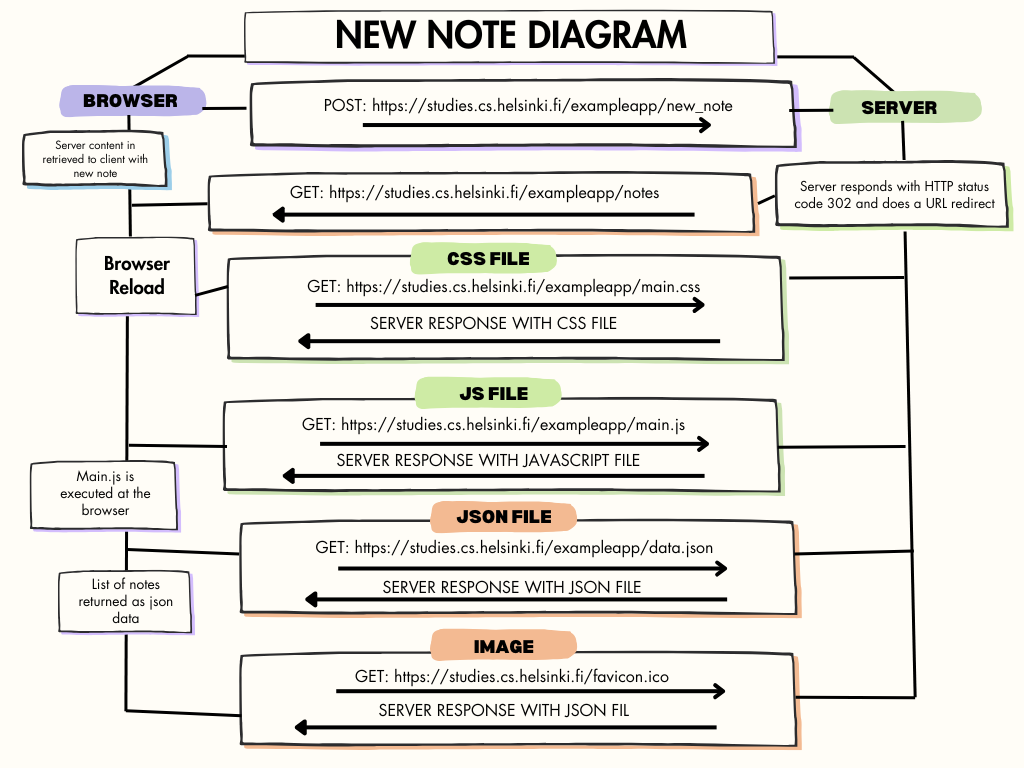 NEW NOTE DIAGRAM
BROWSER
SERVER
POST: https://studies.cs.helsinki.fi/exampleapp/new_note
Server content in
retrieved to client with
new note
Server responds with HTTP status
code 302 and does a URL redirect
GET: https://studies.cs.helsinki.fi/exampleapp/notes
Browser
Reload
CSS FILE
GET: https://studies.cs.helsinki.fi/exampleapp/main.css
SERVER RESPONSE WITH CSS FILE
JS FILE
GET: https://studies.cs.helsinki.fi/exampleapp/main.js
SERVER RESPONSE WITH JAVASCRIPT FILE
Main.js is
executed at the
browser
JSON FILE
GET: https://studies.cs.helsinki.fi/exampleapp/data.json
SERVER RESPONSE WITH JSON FILE
List of notes
returned as json
data
IMAGE
GET: https://studies.cs.helsinki.fi/favicon.ico
SERVER RESPONSE WITH JSON FIL